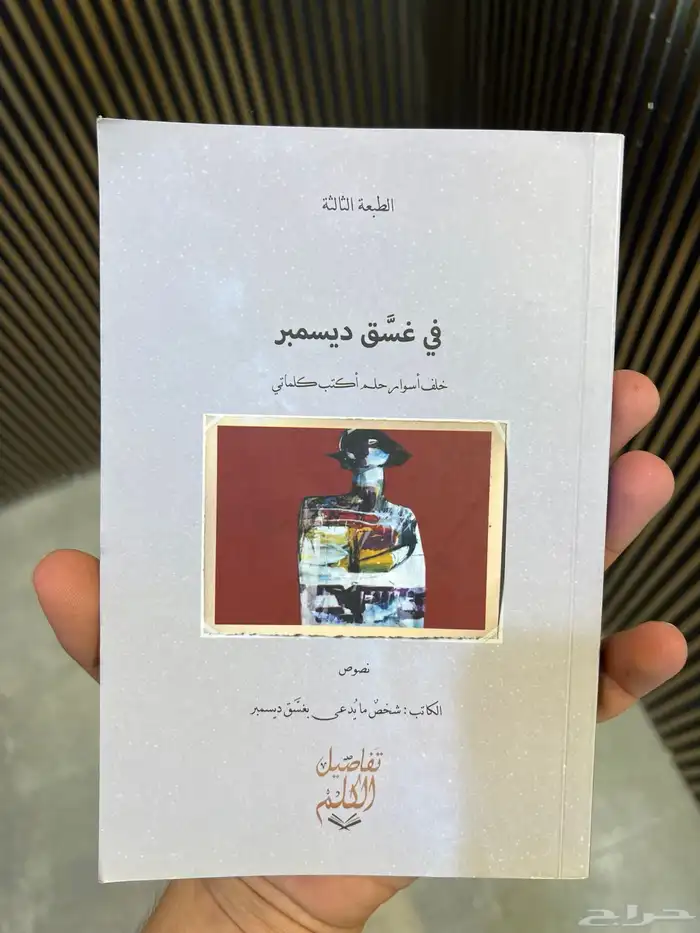 الطبعة الثالثة
في غسَّق ديسمبر
خلف أسوار حلم أكتب كلماتي
نصوص
الكاتب : شخصٌ ما يُدعى بغسَّق ديسمبر
تفاصيل
الكلم
حراج